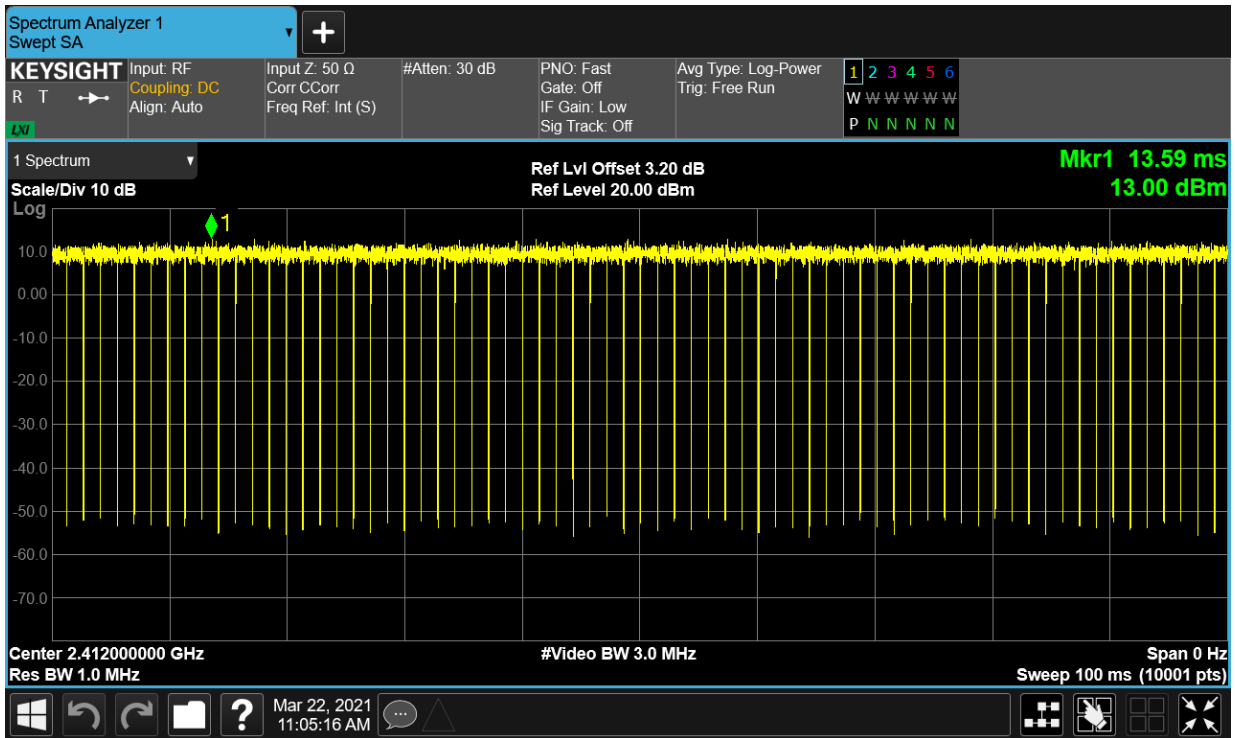 Spectrum Analyzer 1
Swept SA
+
KEYSIGHT
R T
LXI
Input: RF
Coupling: DC
Align: Auto
Input Z: 50 Ω
Corr CCorr
Freq Ref: Int (S)
#Atten: 30 dB
PNO: Fast
Gate: Off
IF Gain: Low
Sig Track: Off
Avg Type: Log-Power
Trig: Free Run
1 2 3 4 5 6
W W W W W W
P N N N N N
1 Spectrum
Scale/Div 10 dB
Log
Ref Lvl Offset 3.20 dB
Ref Level 20.00 dBm
Mkr1 13.59 ms
13.00 dBm
1
10.0
0.00
-10.0
-20.0
-30.0
-40.0
-50.0
-60.0
-70.0
Center 2.412000000 GHz
Res BW 1.0 MHz
#Video BW 3.0 MHz
Span 0 Hz
Sweep 100 ms (10001 pts)
?
Mar 22, 2021
11:05:16 AM